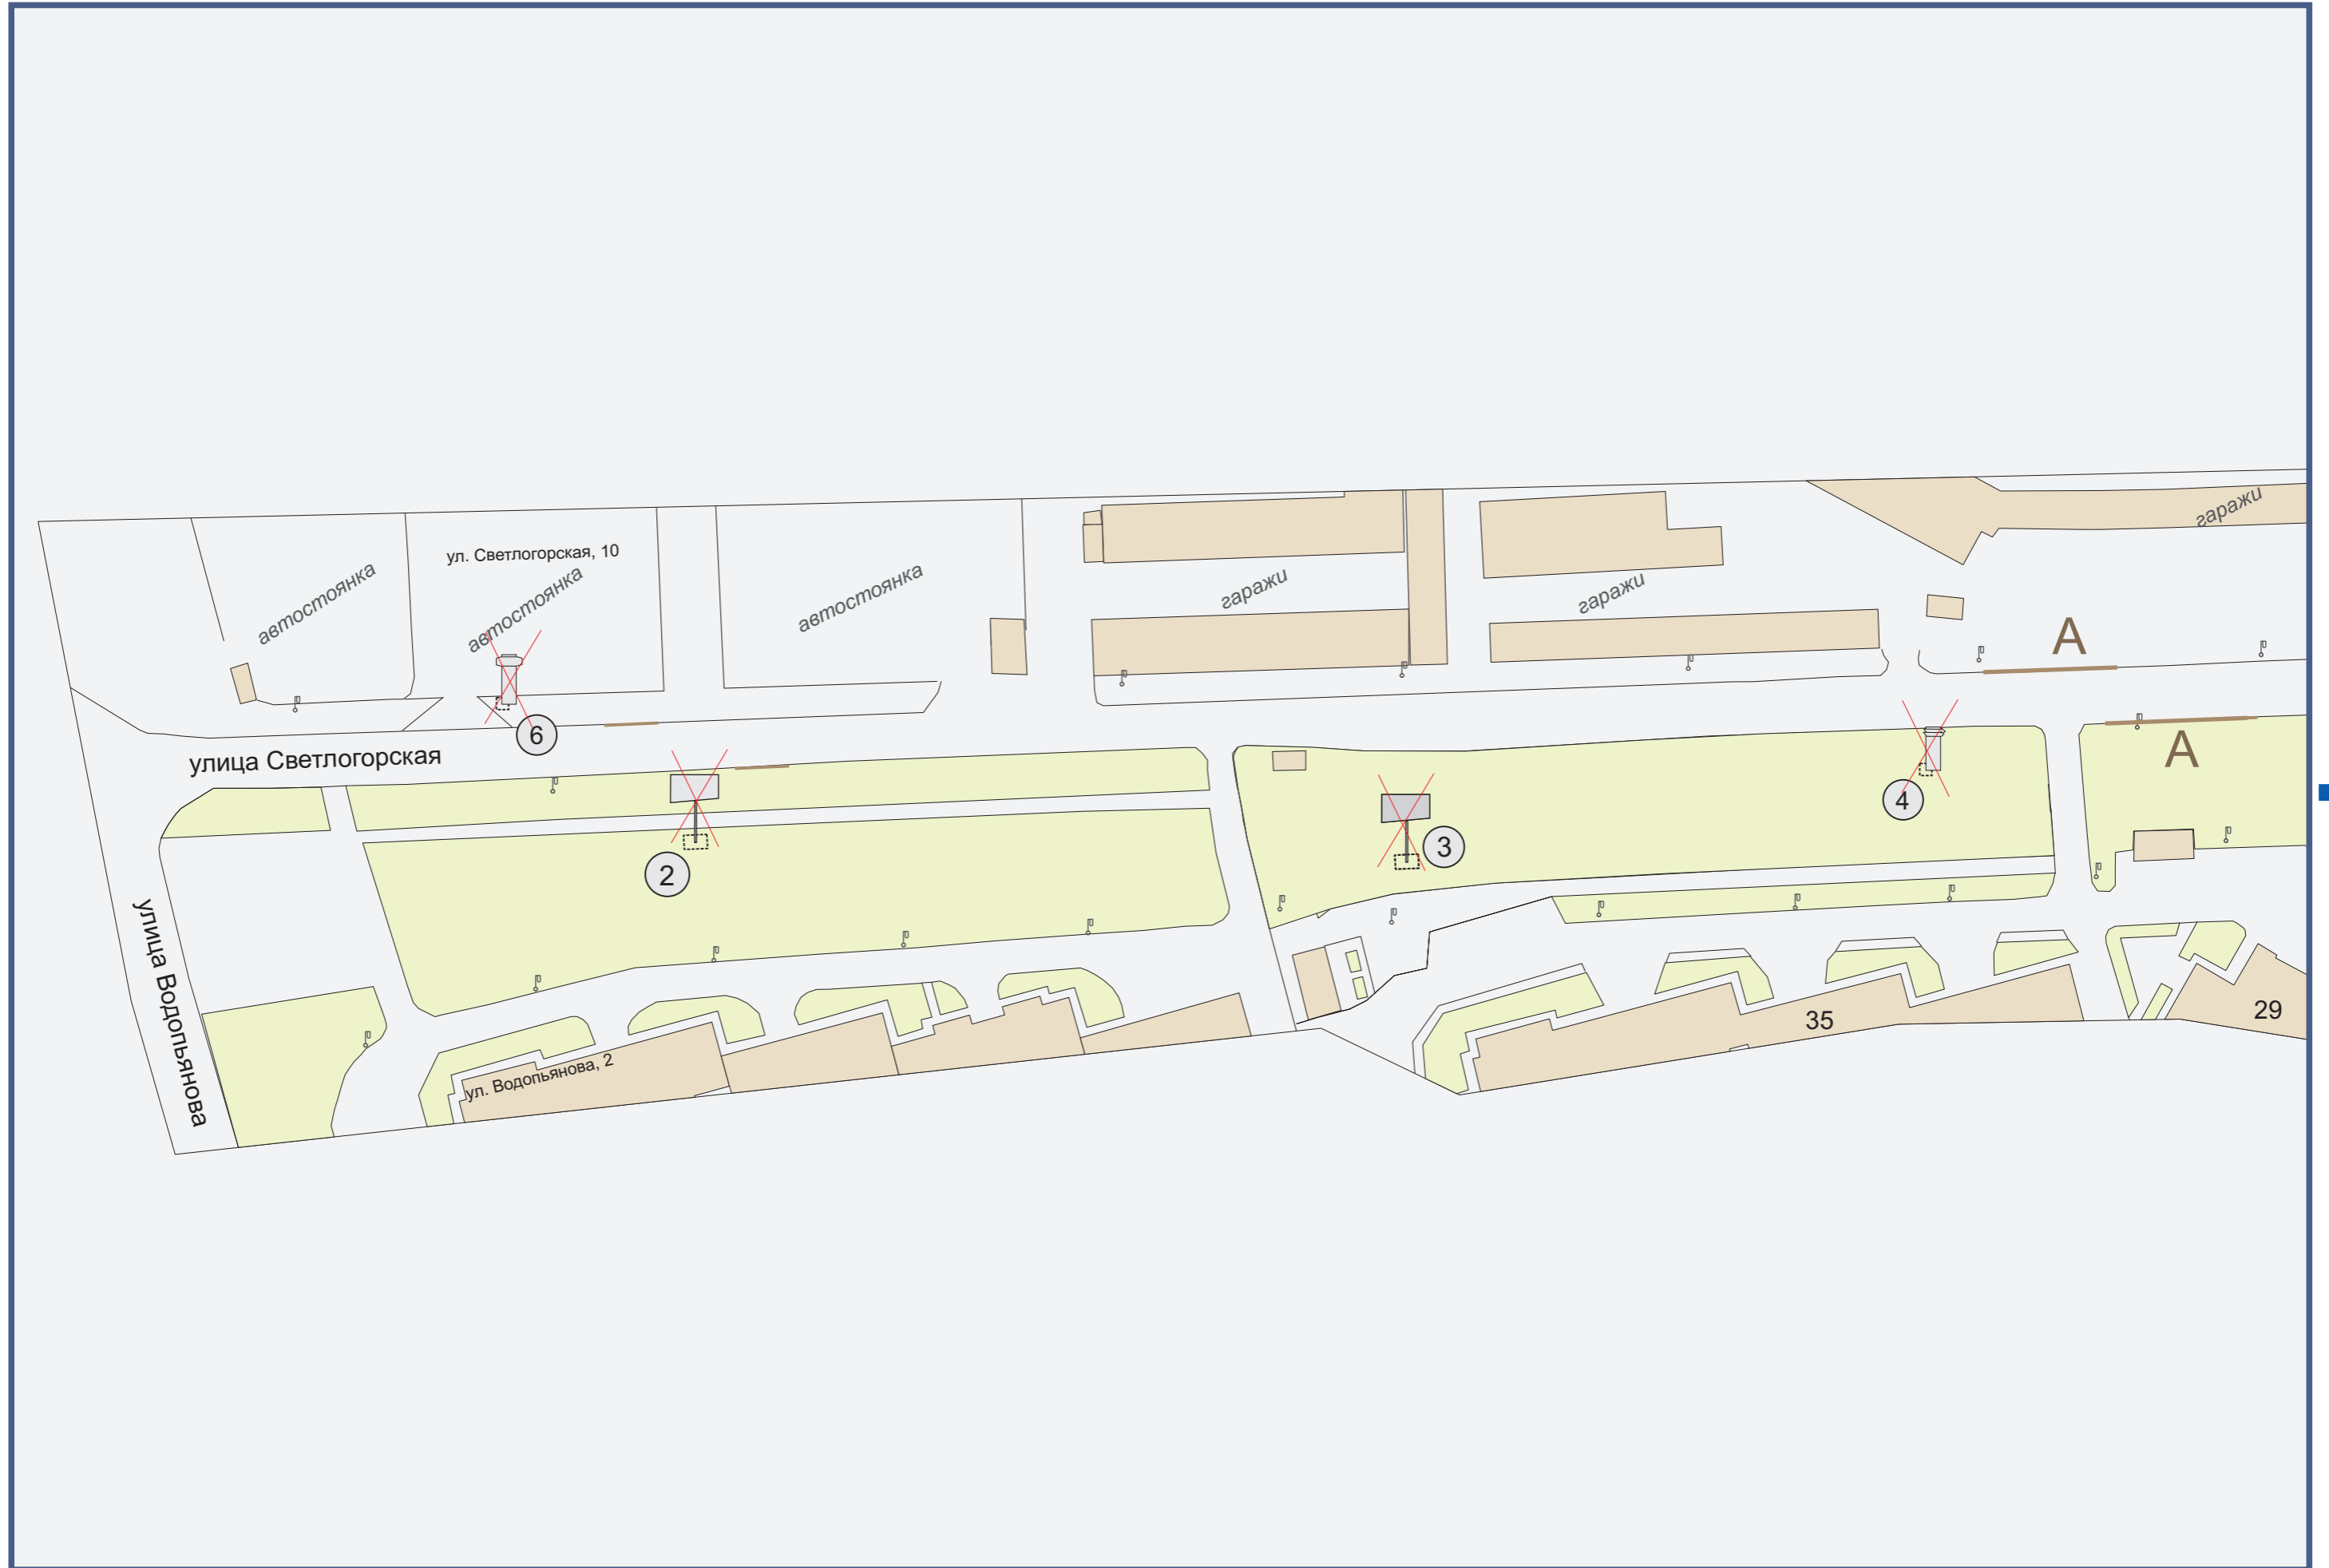 гаражи
ул. Светлогорская, 10
автостоянка
автостоянка
автостоянка
гаражи
гаражи
А
6
улица Светлогорская
А
4
3
2
улица Водопьянова
29
35
ул. Водопьянова, 2